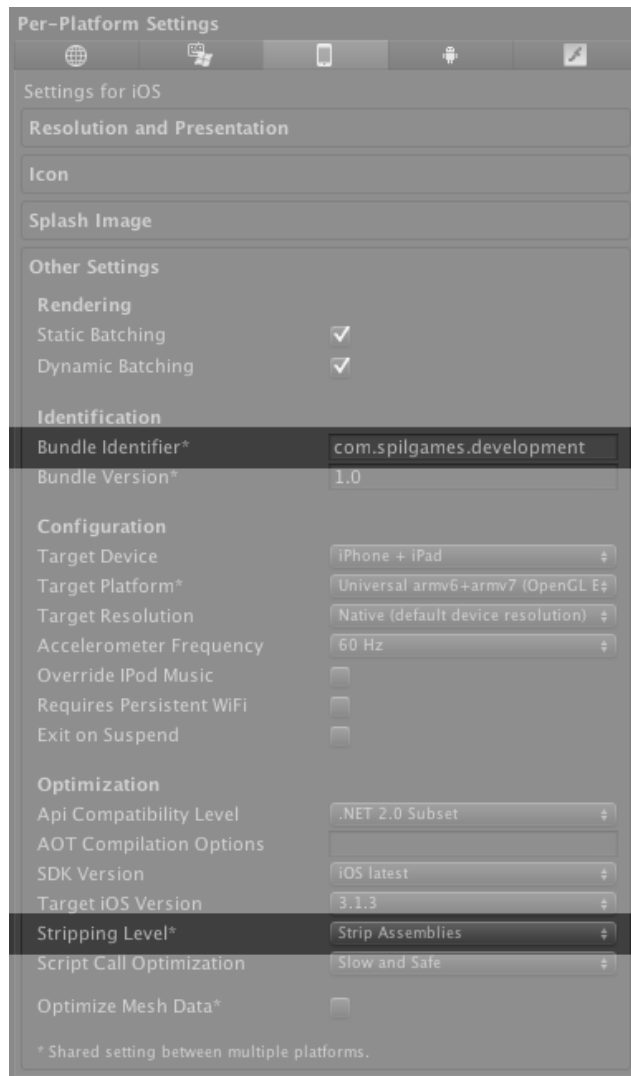 Per-Platform Settings
Settings for iOS
Resolution and Presentation
Icon
Splash Image
Other Settings
Rendering
Static Batching
Dynamic Batching
Identification
Bundle Identifier* com.spilgames.development
Bundle Version* 1.0
Configuration
Target Device iPhone + iPad
Target Platform* Universal armv6+armv7 (OpenGL E
Target Resolution Native (default device resolution)
Accelerometer Frequency 60 Hz
Override IPod Music
Requires Persistent WiFi
Exit on Suspend
Optimization
Api Compatibility Level .NET 2.0 Subset
AOT Compilation Options
SDK Version iOS latest
Target iOS Version 3.1.3
Stripping Level* Strip Assemblies
Script Call Optimization Slow and Safe
Optimize Mesh Data*
* Shared setting between multiple platforms.